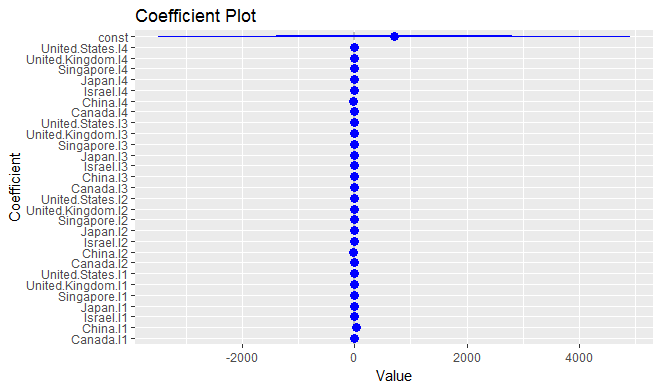 Coefficient Plot
const
United.States.l4
United.Kingdom.l4
Singapore.l4
Japan.l4
Israel.l4
China.l4
Canada.l4
United.States.l3
United.Kingdom.l3
Singapore.l3
Japan.l3
Israel.l3
China.l3
Canada.l3
United.States.l2
United.Kingdom.l2
Singapore.l2
Japan.l2
Israel.l2
China.l2
Canada.l2
United.States.l1
United.Kingdom.l1
Singapore.l1
Japan.l1
Israel.l1
China.l1
Canada.l1
Coefficient
-2000 0 2000 4000
Value